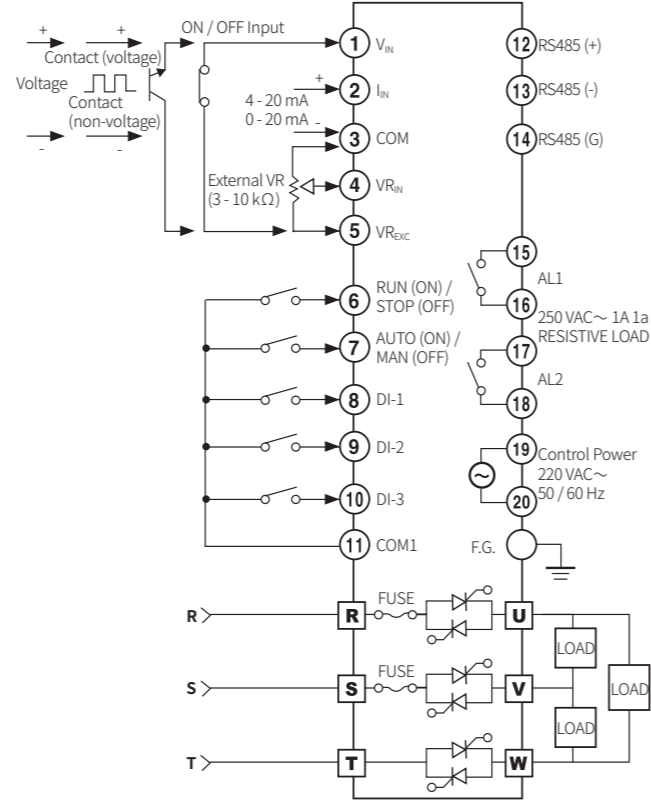 ON / OFF Input
+
+
Contact (voltage)
Voltage
Contact
(non-voltage)
-
-
1
V_IN
2
I_IN
+
4 - 20 mA
0 - 20 mA
-
3
COM
External VR
(3 - 10 kΩ)
4
VR_IN
5
VR_EXC
6
RUN (ON) /
STOP (OFF)
7
AUTO (ON) /
MAN (OFF)
8
DI-1
9
DI-2
10
DI-3
11
COM1
12
RS485 (+)
13
RS485 (-)
14
RS485 (G)
15
AL1
16
250 VAC～ 1A 1a
RESISTIVE LOAD
17
AL2
18
19
Control Power
220 VAC～
50 / 60 Hz
～
20
F.G.
R
R
FUSE
U
LOAD
S
S
FUSE
V
LOAD
LOAD
T
T
W